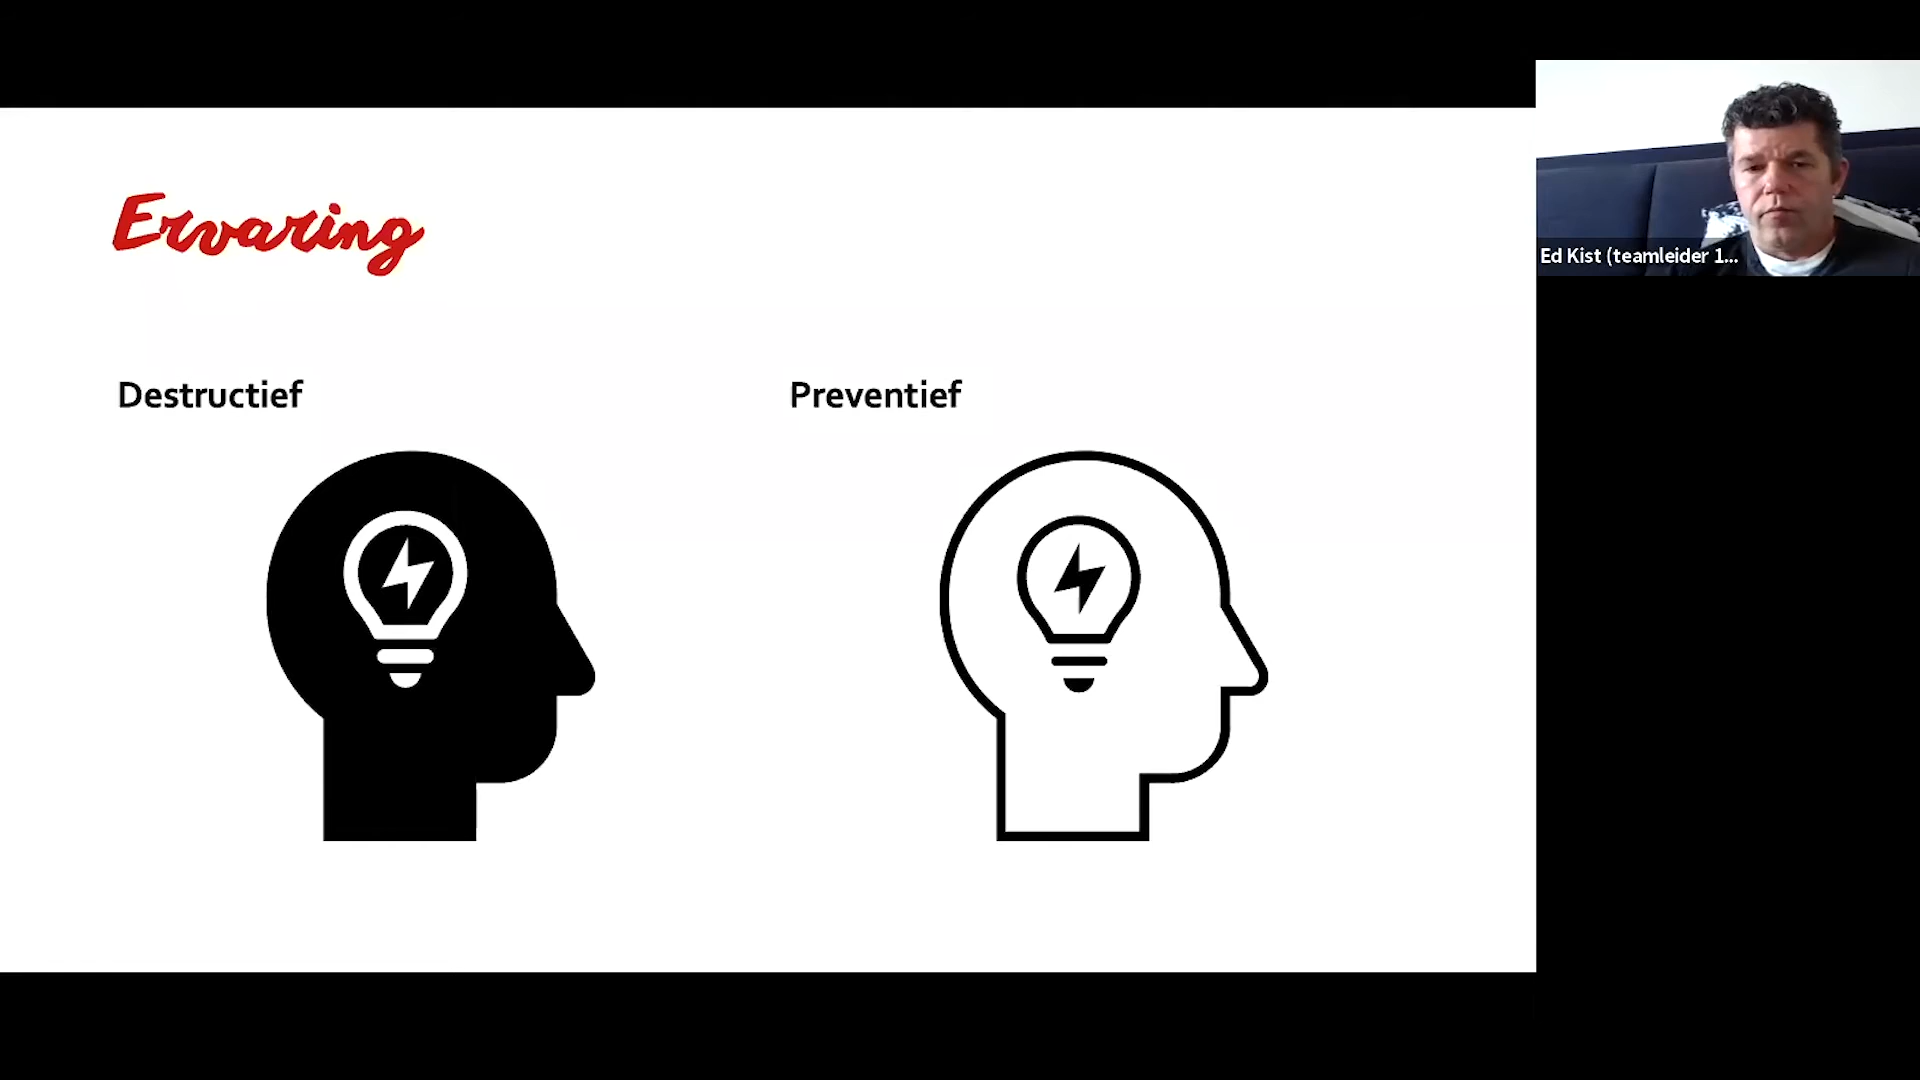 Ervaring
Destructief
Preventief
Ed Kist (teamleider 1...